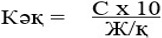 Кәқ = С х 10
Ж/қ